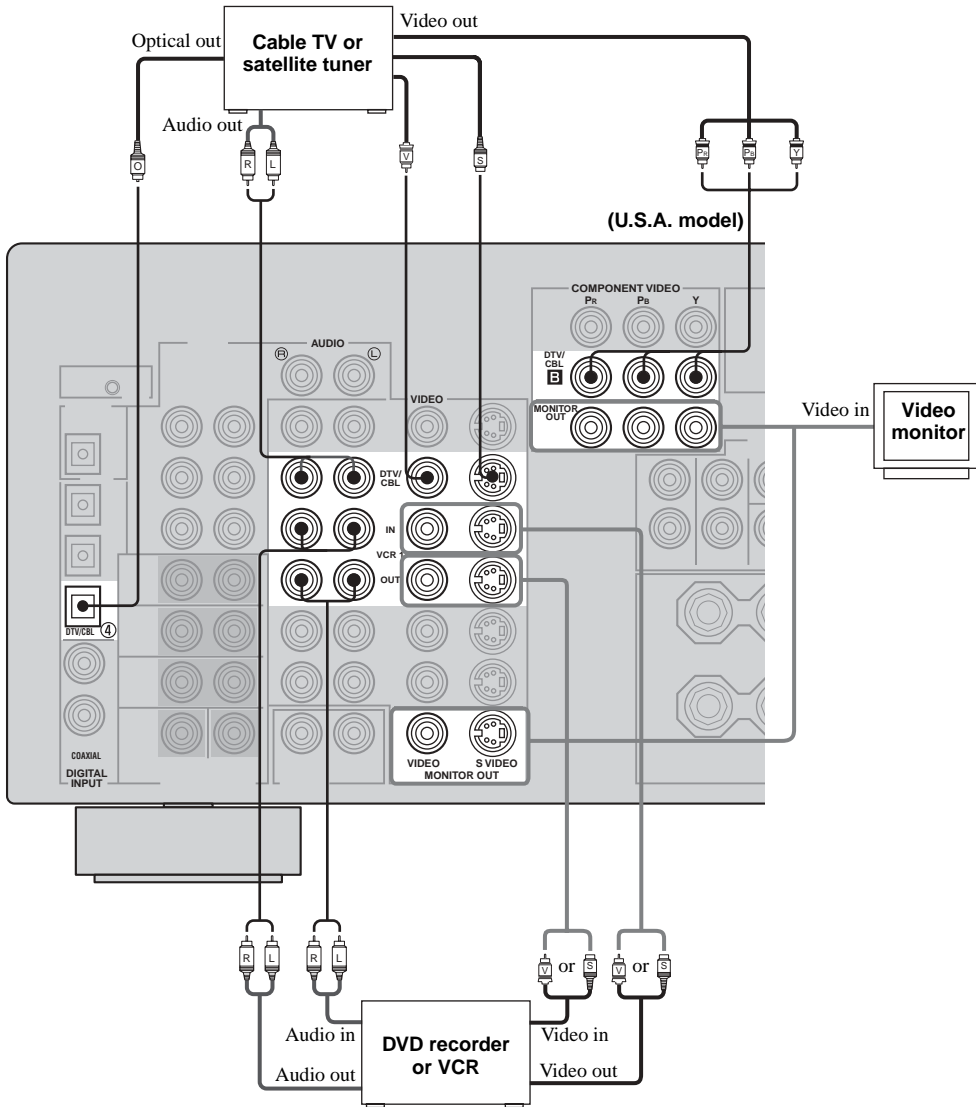 Video out
Optical out
Cable TV or
satellite tuner
Audio out
O
R
L
V
S
PR
PB
Y
(U.S.A. model)
COMPONENT VIDEO
PR
PB
Y
AUDIO
R
L
DTV/
CBL
B
VIDEO
MONITOR
OUT
Video in
Video
monitor
DTV/
CBL
IN
VCR 1
OUT
DTV/CBL
④
COAXIAL
DIGITAL
INPUT
VIDEO
S VIDEO
MONITOR OUT
R
L
R
L
V
or
S
V
or
S
Audio in
Video in
DVD recorder
or VCR
Audio out
Video out